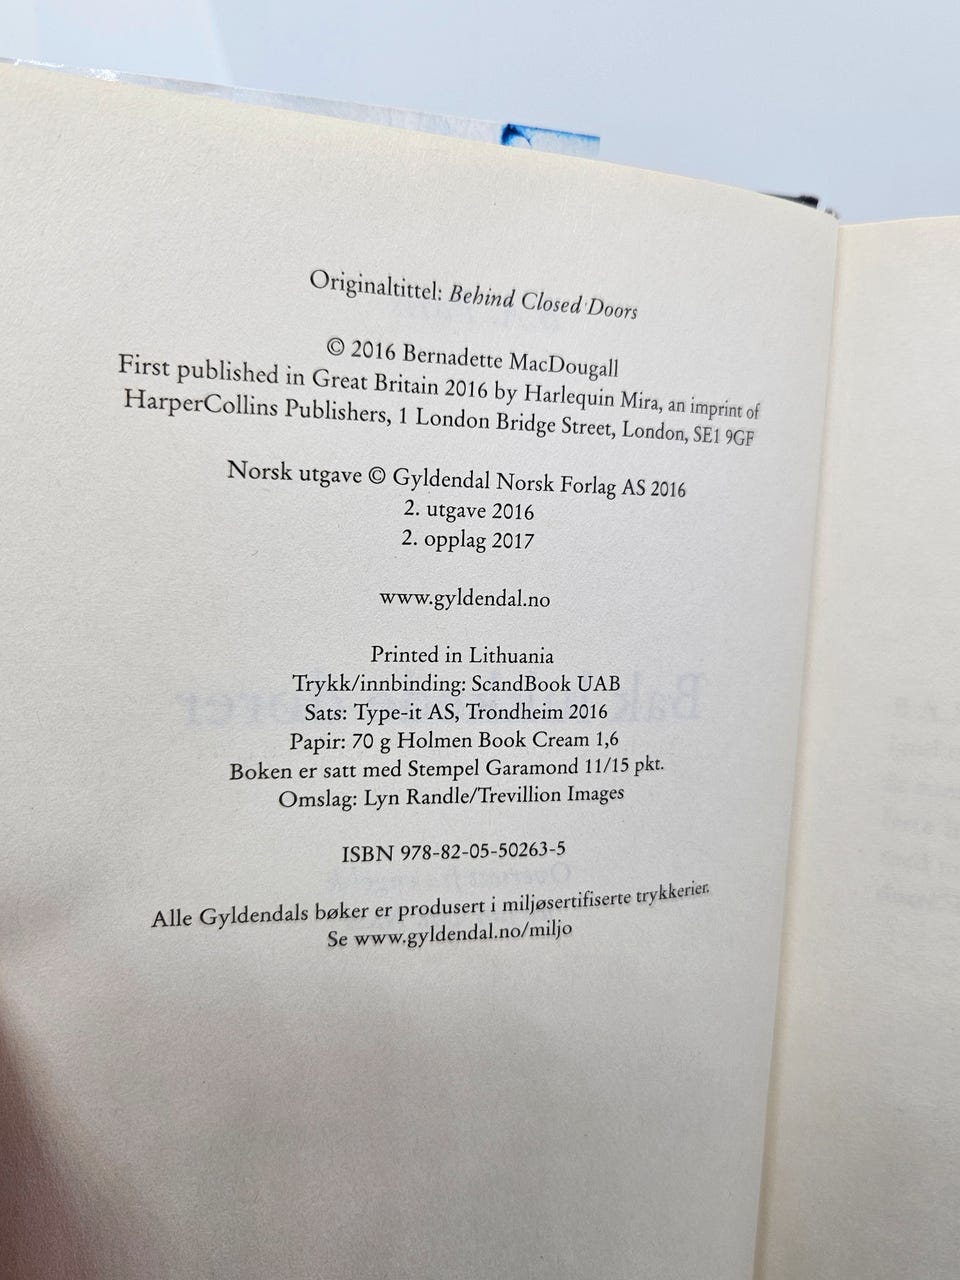 Originaltittel: Behind Closed Doors
© 2016 Bernadette MacDougall
First published in Great Britain 2016 by Harlequin Mira, an imprint of
HarperCollins Publishers, 1 London Bridge Street, London, SE1 9GF
Norsk utgave © Gyldendal Norsk Forlag AS 2016
2. utgave 2016
2. opplag 2017
www.gyldendal.no
Printed in Lithuania
Trykk/innbinding: ScandBook UAB
Sats: Type-it AS, Trondheim 2016
Papir: 70 g Holmen Book Cream 1,6
Boken er satt med Stempel Garamond 11/15 pkt.
Omslag: Lyn Randle/Trevillion Images
ISBN 978-82-05-50263-5
Alle Gyldendals bøker er produsert i miljøsertifiserte trykkerier.
Se www.gyldendal.no/miljo